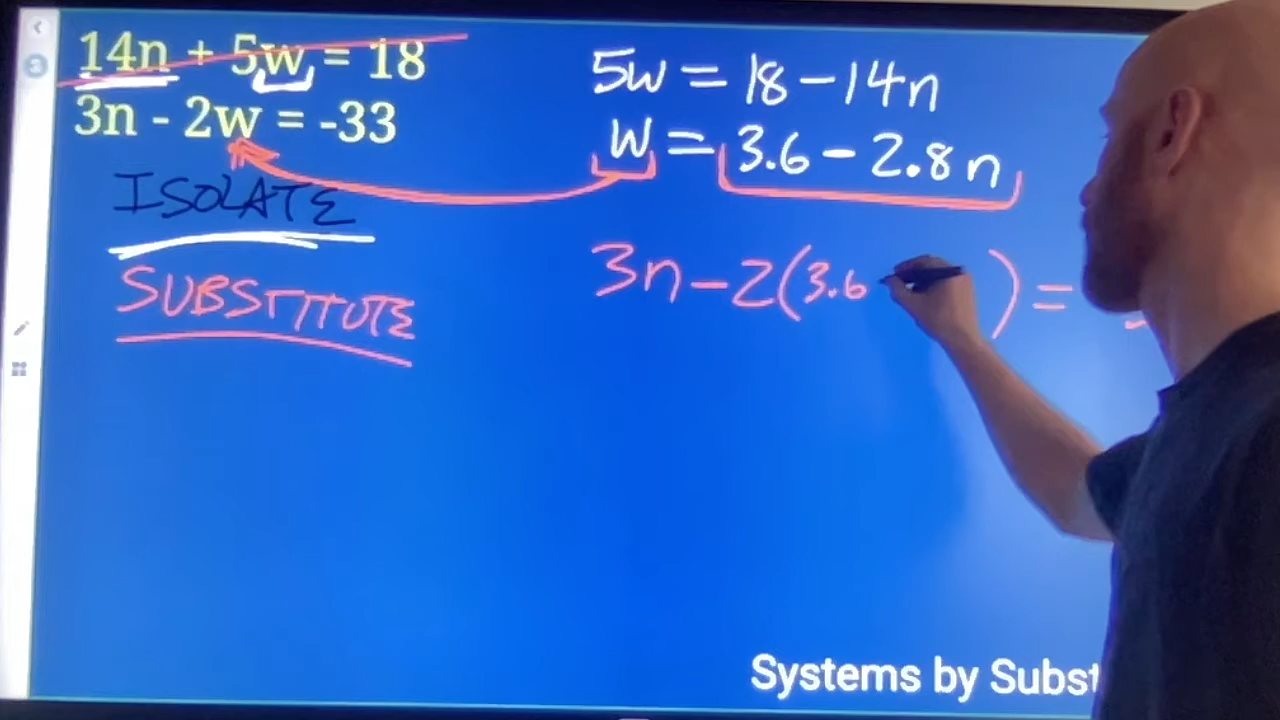 14n + 5w = 18
3n - 2w = -33
ISOLATE
SUBSTITUTE
5w = 18 - 14n
w = 3.6 - 2.8n
3n - 2(3.6 ) =
Systems by Subst